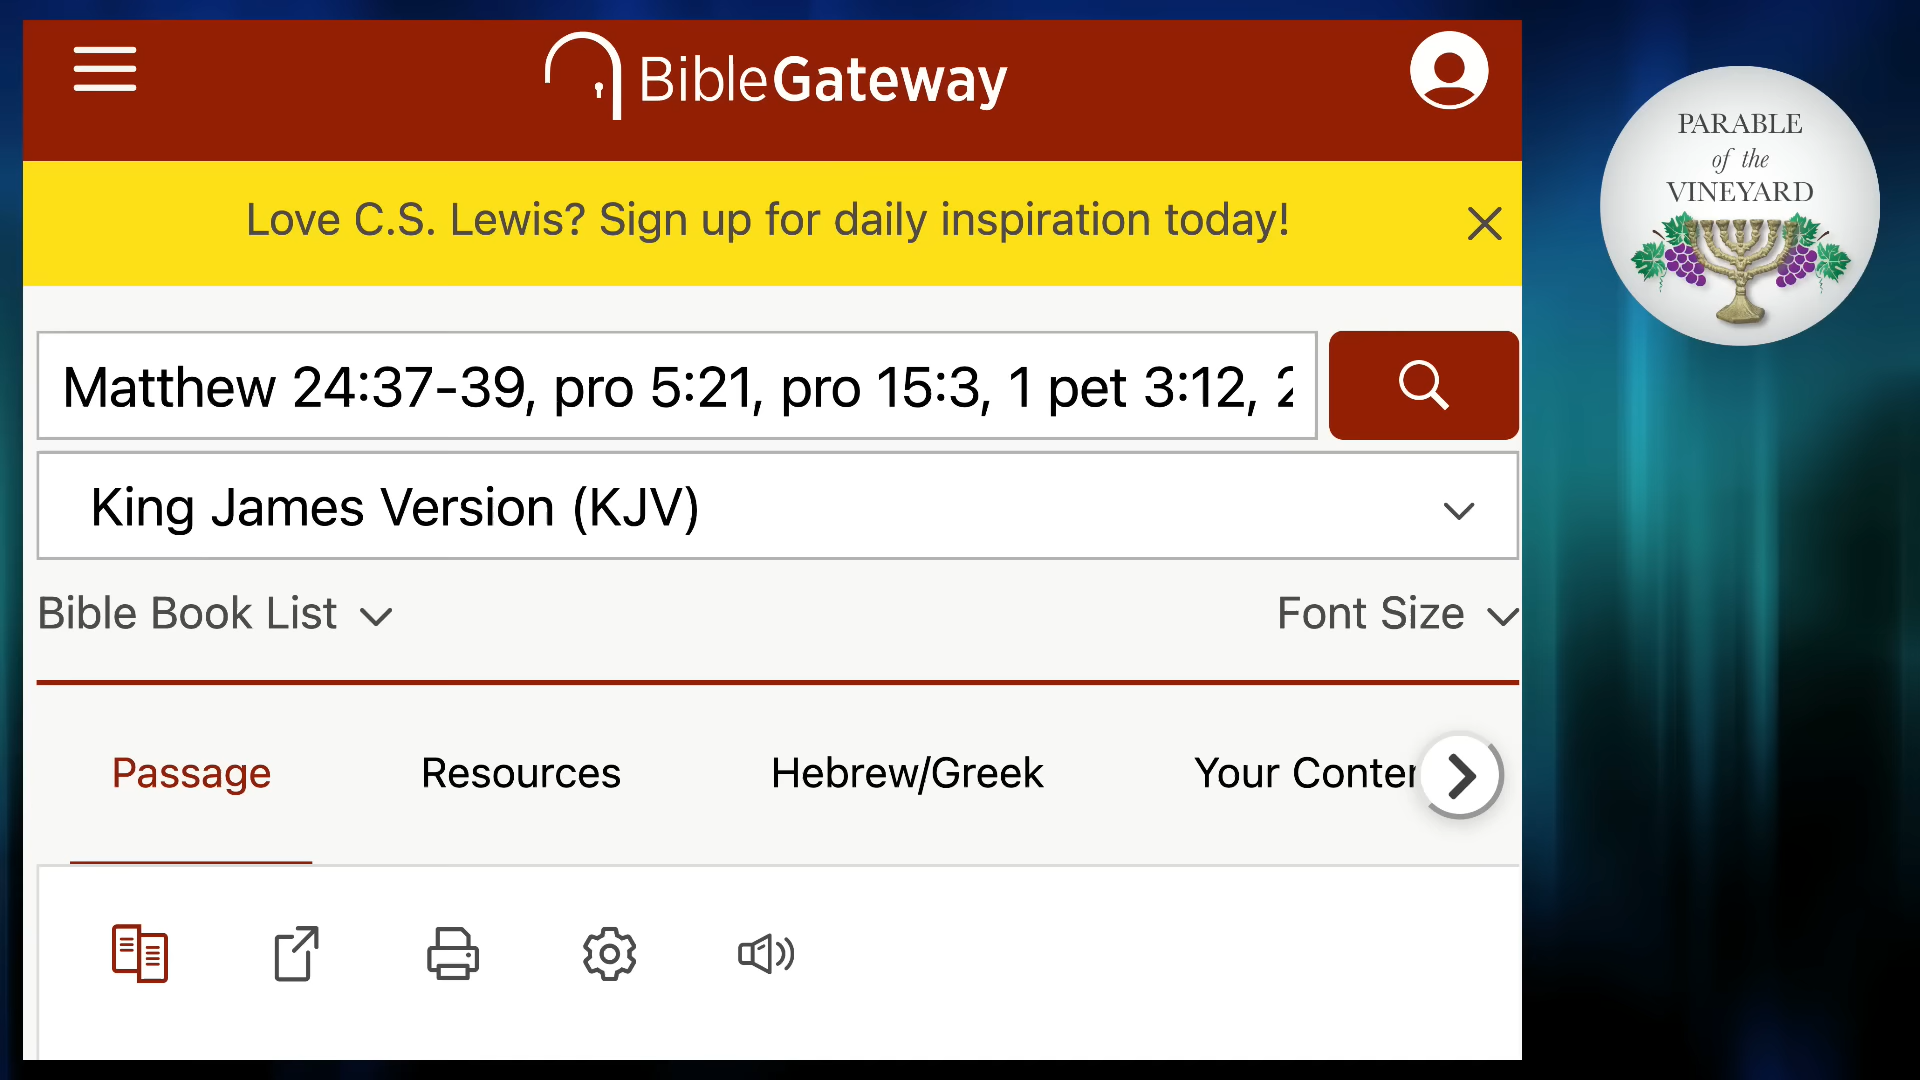 BibleGateway
Love C.S. Lewis? Sign up for daily inspiration today!
Matthew 24:37-39, pro 5:21, pro 15:3, 1 pet 3:12, 2
King James Version (KJV)
Bible Book List
Font Size
Passage
Resources
Hebrew/Greek
Your Conten
PARABLE
of the
VINEYARD